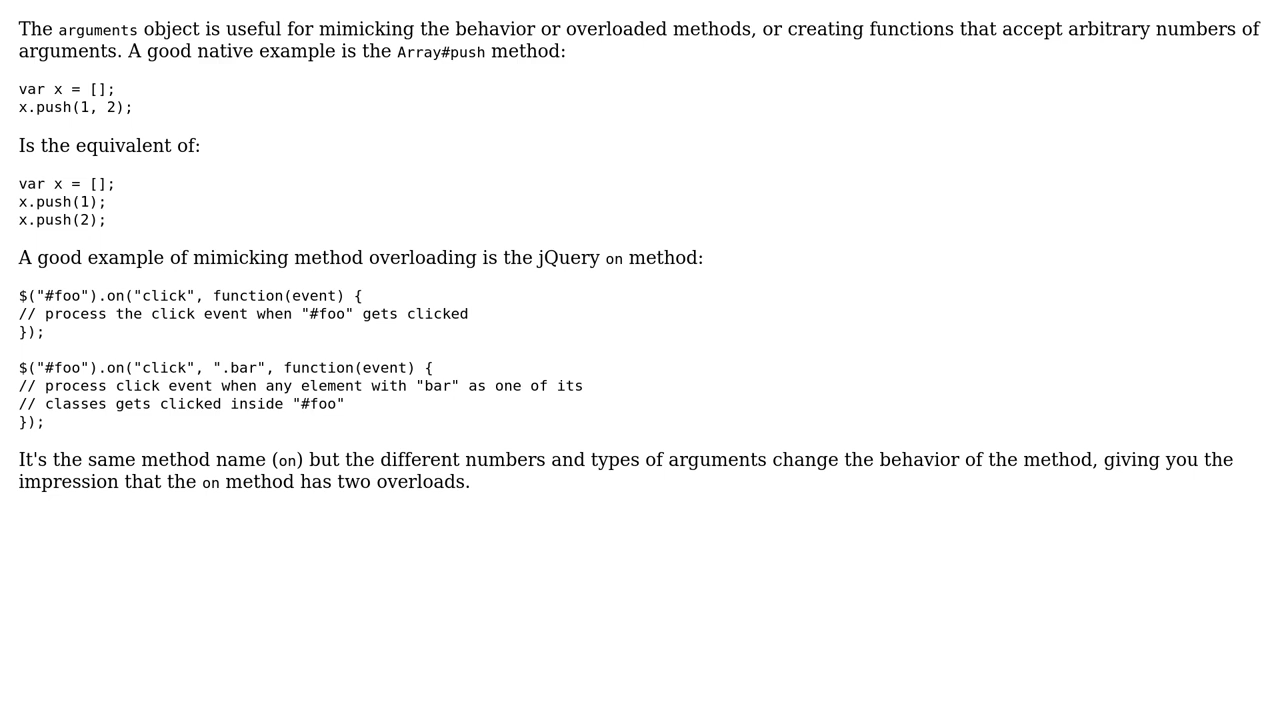 The arguments object is useful for mimicking the behavior or overloaded methods, or creating functions that accept arbitrary numbers of
arguments. A good native example is the Array#push method:
var x = [];
x.push(1, 2);
Is the equivalent of:
var x = [];
x.push(1);
x.push(2);
A good example of mimicking method overloading is the jQuery on method:
$("#foo").on("click", function(event) {
// process the click event when "#foo" gets clicked
});
$("#foo").on("click", ".bar", function(event) {
// process click event when any element with "bar" as one of its
// classes gets clicked inside "#foo"
});
It's the same method name (on) but the different numbers and types of arguments change the behavior of the method, giving you the
impression that the on method has two overloads.